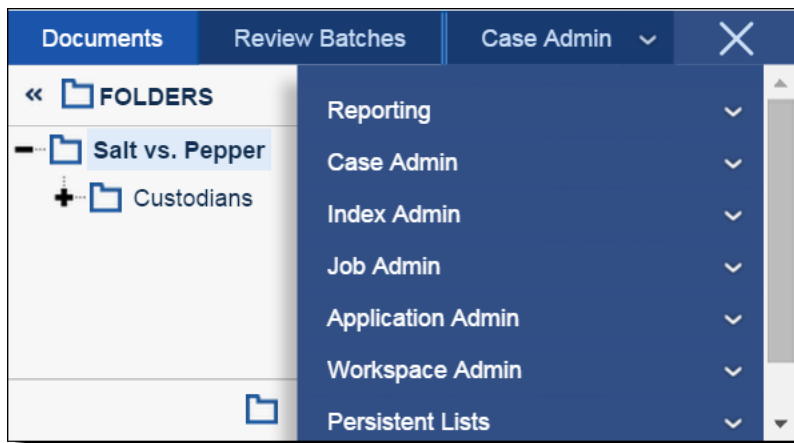 Documents
Review Batches
Case Admin
« FOLDERS
Salt vs. Pepper
Custodians
Reporting
Case Admin
Index Admin
Job Admin
Application Admin
Workspace Admin
Persistent Lists